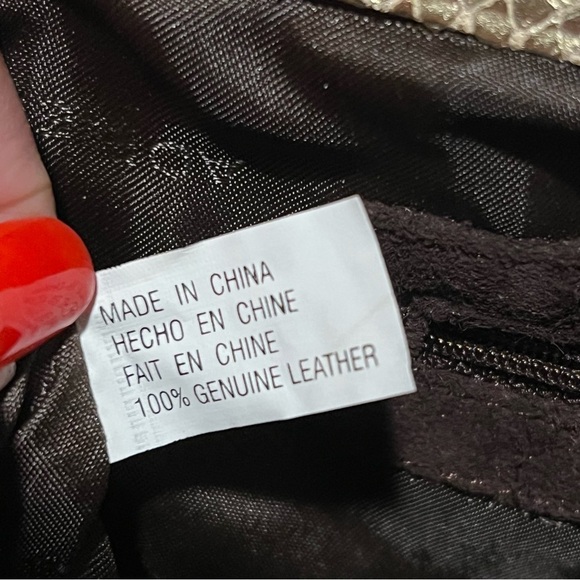 MADE IN CHINA
HECHO EN CHINE
FAIT EN CHINE
100% GENUINE LEATHER